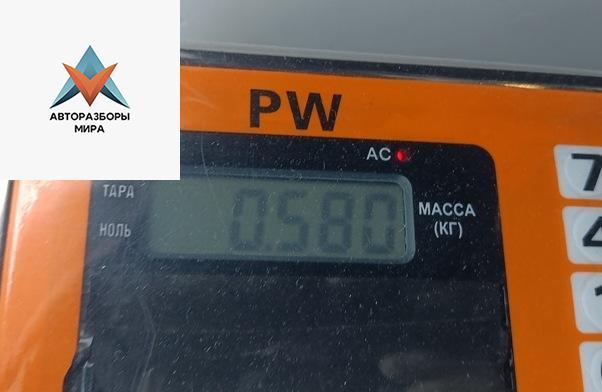 АВТОРАЗБОРЫ
МИРА
PW
AC
7
ТАРА
0.580
МАССА
(КГ)
НОЛЬ
4
1